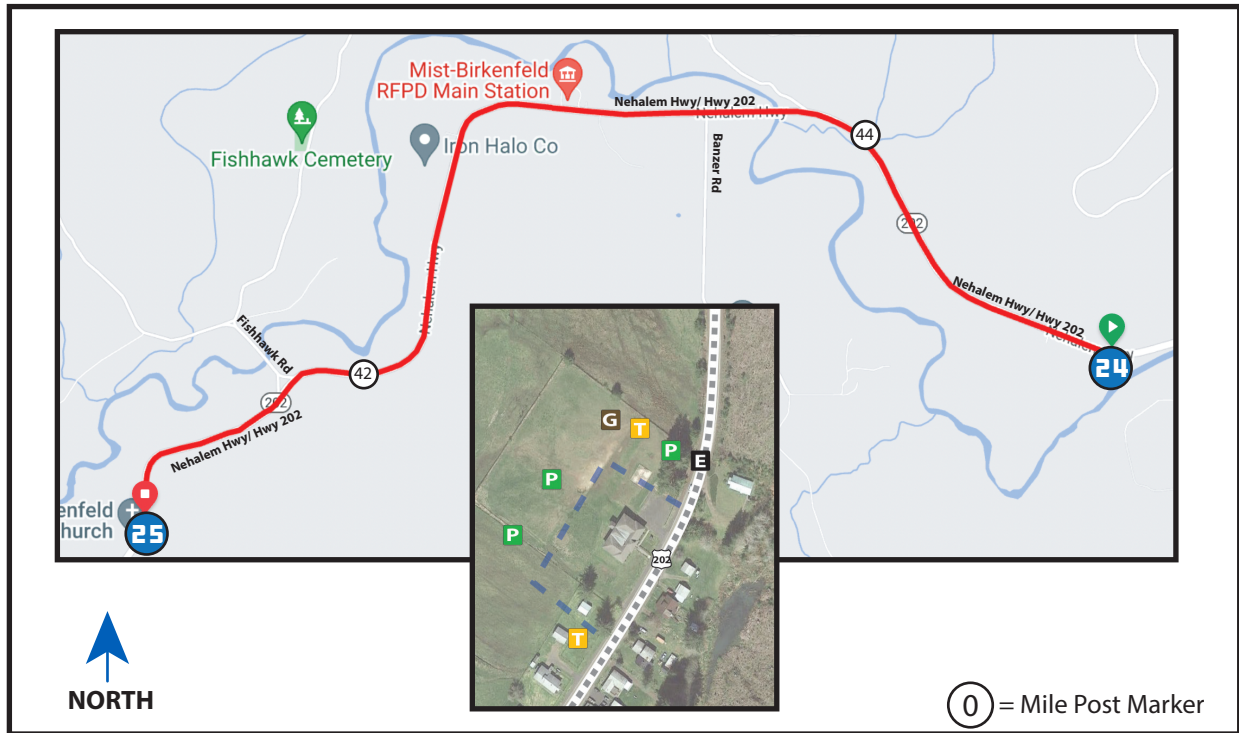 Mist-Birkenfeld
RFPD Main Station
Nehalem Hwy/ Hwy 202
Nehalem Hwy
Fishhawk Cemetery
Iron Halo Co
44
Banzer Rd
202
Nehalem Hwy
Nehalem Hwy/ Hwy 202
24
Fishhawk Rd
42
202
Nehalem Hwy/ Hwy 202
enfeld
hurch
25
G
T
P
E
P
P
202
T
NORTH
0 = Mile Post Marker